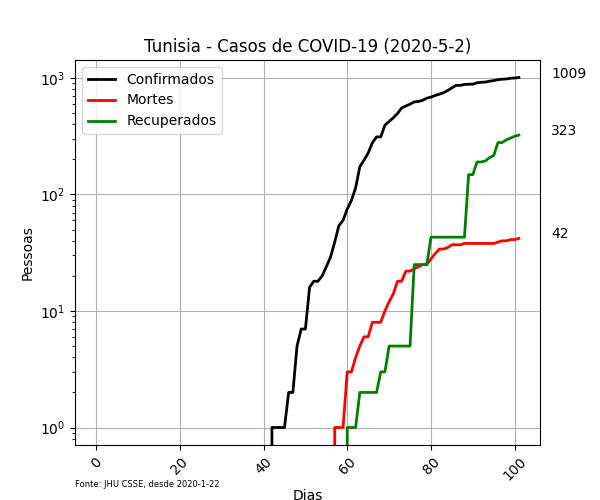 Tunisia - Casos de COVID-19 (2020-5-2)
Confirmados
Mortes
Recuperados
1009
323
42
10³
10²
10¹
10⁰
Pessoas
0 20 40 60 80 100
Dias
Fonte: JHU CSSE, desde 2020-1-22